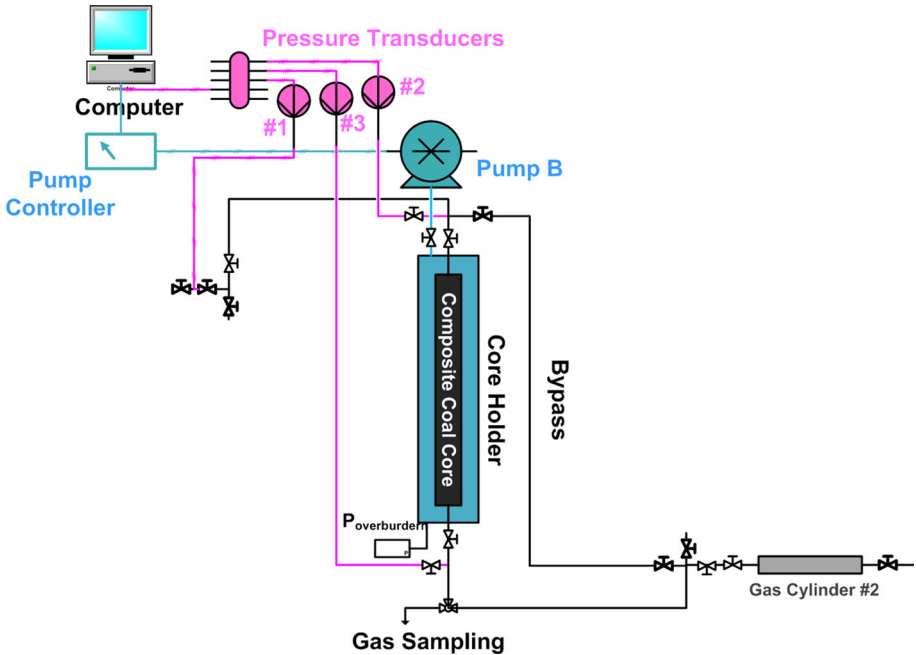 Pressure Transducers
Computer
Computer
#1
#3
#2
Pump
Controller
Pump B
Composite Coal Core
Core Holder
Bypass
Poverburden
P
Gas Cylinder #2
Gas Sampling